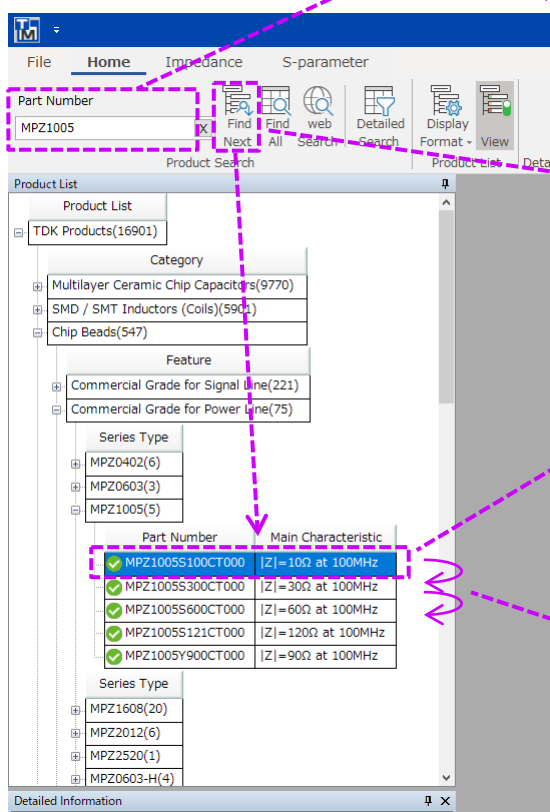 TM
File Home Impedance S-parameter
Part Number
MPZ1005 X
Find Next Find All web Search Detailed Search Display Format View
Product Search Product List Deta
Product List
Product List
TDK Products(16901)
Category
Multilayer Ceramic Chip Capacitors(9770)
SMD / SMT Inductors (Coils)(5901)
Chip Beads(547)
Feature
Commercial Grade for Signal Line(221)
Commercial Grade for Power Line(75)
Series Type
MPZ0402(6)
MPZ0603(3)
MPZ1005(5)
Part Number Main Characteristic
MPZ1005S100CT000 |Z|=10Ω at 100MHz
MPZ1005S300CT000 |Z|=30Ω at 100MHz
MPZ1005S600CT000 |Z|=60Ω at 100MHz
MPZ1005S121CT000 |Z|=120Ω at 100MHz
MPZ1005Y900CT000 |Z|=90Ω at 100MHz
Series Type
MPZ1608(20)
MPZ2012(6)
MPZ2520(1)
MPZ0603-H(4)
Detailed Information